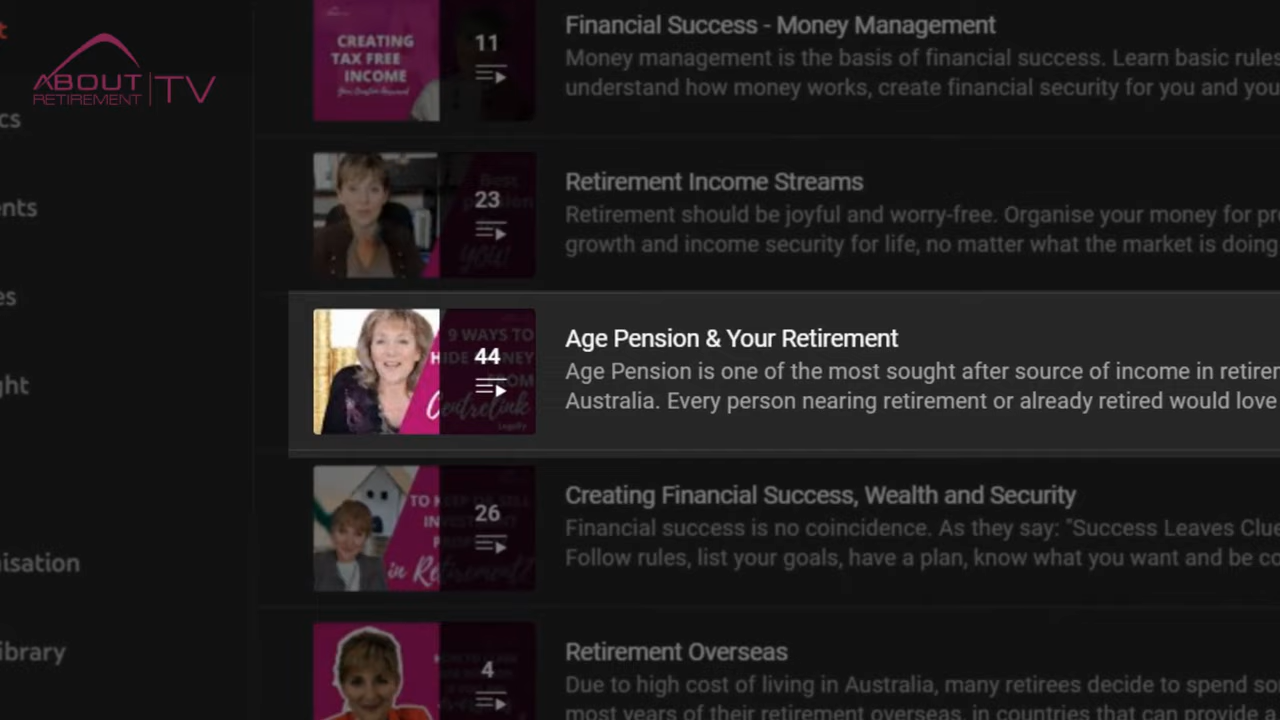 t
ABOUT
RETIREMENT
TV
cs
ents
es
ght
isation
ibrary
CREATING
TAX FREE
INCOME
11
Financial Success - Money Management
Money management is the basis of financial success. Learn basic rules
understand how money works, create financial security for you and you
23
you!
Retirement Income Streams
Retirement should be joyful and worry-free. Organise your money for pr
growth and income security for life, no matter what the market is doing
9 WAYS TO
44
Centrelink
Legally
Age Pension & Your Retirement
Age Pension is one of the most sought after source of income in retirer
Australia. Every person nearing retirement or already retired would love
TO
26
in Retirement?
Creating Financial Success, Wealth and Security
Financial success is no coincidence. As they say: "Success Leaves Clue
Follow rules, list your goals, have a plan, know what you want and be co
4
Retirement Overseas
Due to high cost of living in Australia, many retirees decide to spend so
most years of their retirement overseas, in countries that can provide a